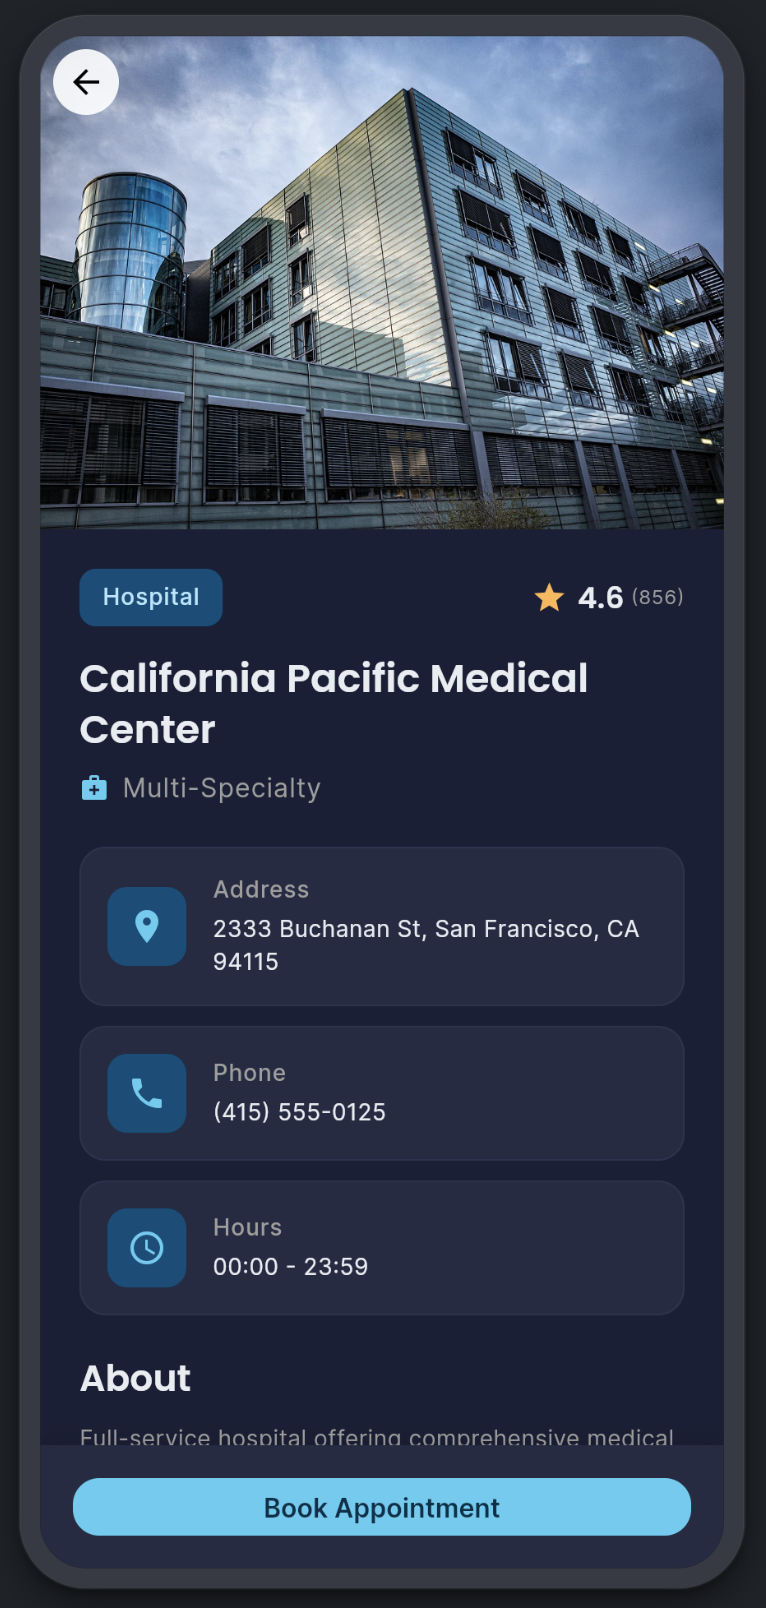 Hospital
4.6 (856)
California Pacific Medical
Center
Multi-Specialty
Address
2333 Buchanan St, San Francisco, CA
94115
Phone
(415) 555-0125
Hours
00:00 - 23:59
About
Full-service hospital offering comprehensive medical
Book Appointment